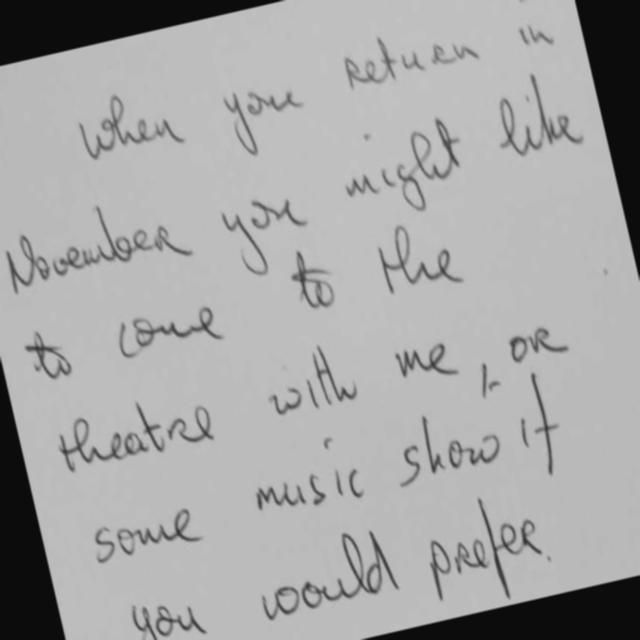 When you return in
November you might like
to come to the
theatre with me, or
some music show if
you would prefer.